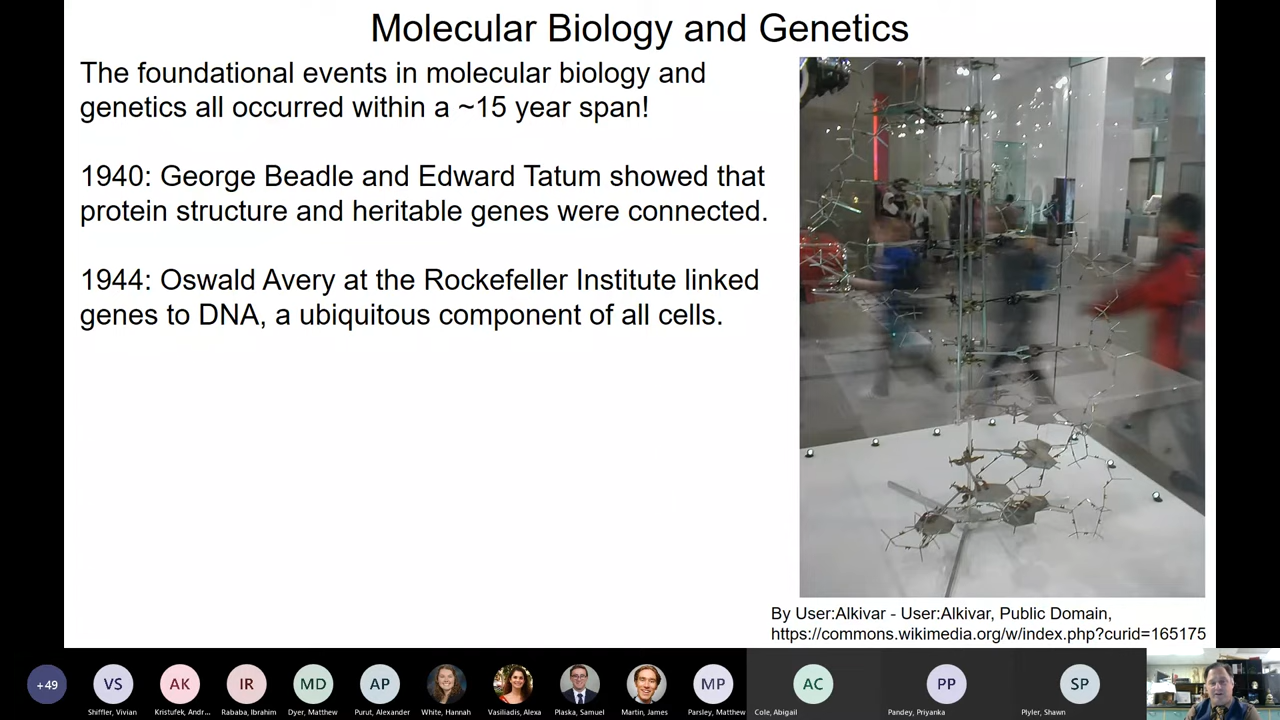 Molecular Biology and Genetics
The foundational events in molecular biology and
genetics all occurred within a ~15 year span!
1940: George Beadle and Edward Tatum showed that
protein structure and heritable genes were connected.
1944: Oswald Avery at the Rockefeller Institute linked
genes to DNA, a ubiquitous component of all cells.
By User:Alkivar - User:Alkivar, Public Domain,
https://commons.wikimedia.org/w/index.php?curid=165175
+49
VS
AK
IR
MD
AP
MP
AC
PP
SP
Shiffler, Vivian
Kristufek, Andr...
Rababa, Ibrahim
Dyer, Matthew
Purut, Alexander
White, Hannah
Vasiliadis, Alexa
Plaska, Samuel
Martin, James
Parsley, Matthew
Cole, Abigail
Pandey, Priyanka
Plyler, Shawn